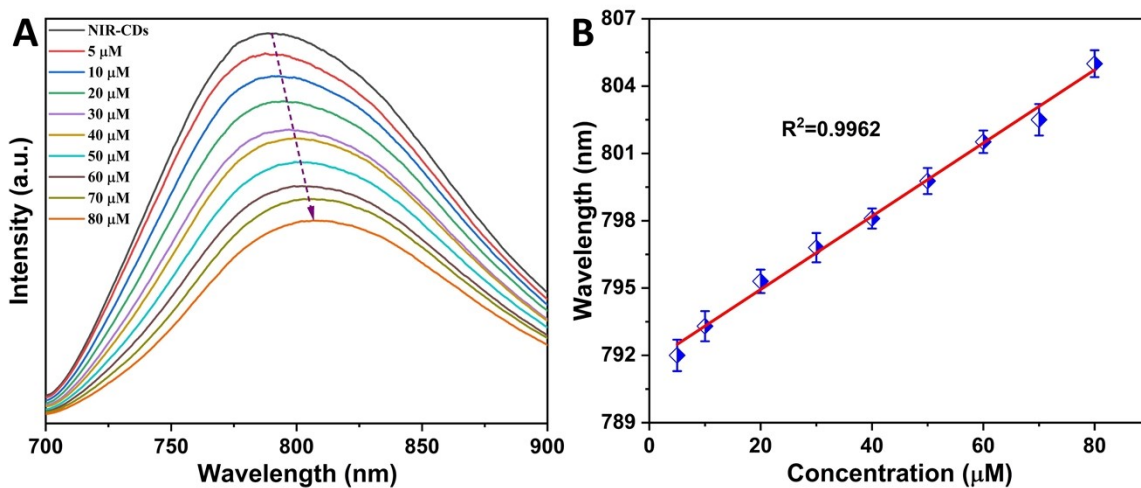 A
NIR-CDs
5 μM
10 μM
20 μM
30 μM
40 μM
50 μM
60 μM
70 μM
80 μM
Intensity (a.u.)
700 750 800 850 900
Wavelength (nm)
B
807
804
801
798
795
792
789
R²=0.9962
Wavelength (nm)
0 20 40 60 80
Concentration (μM)